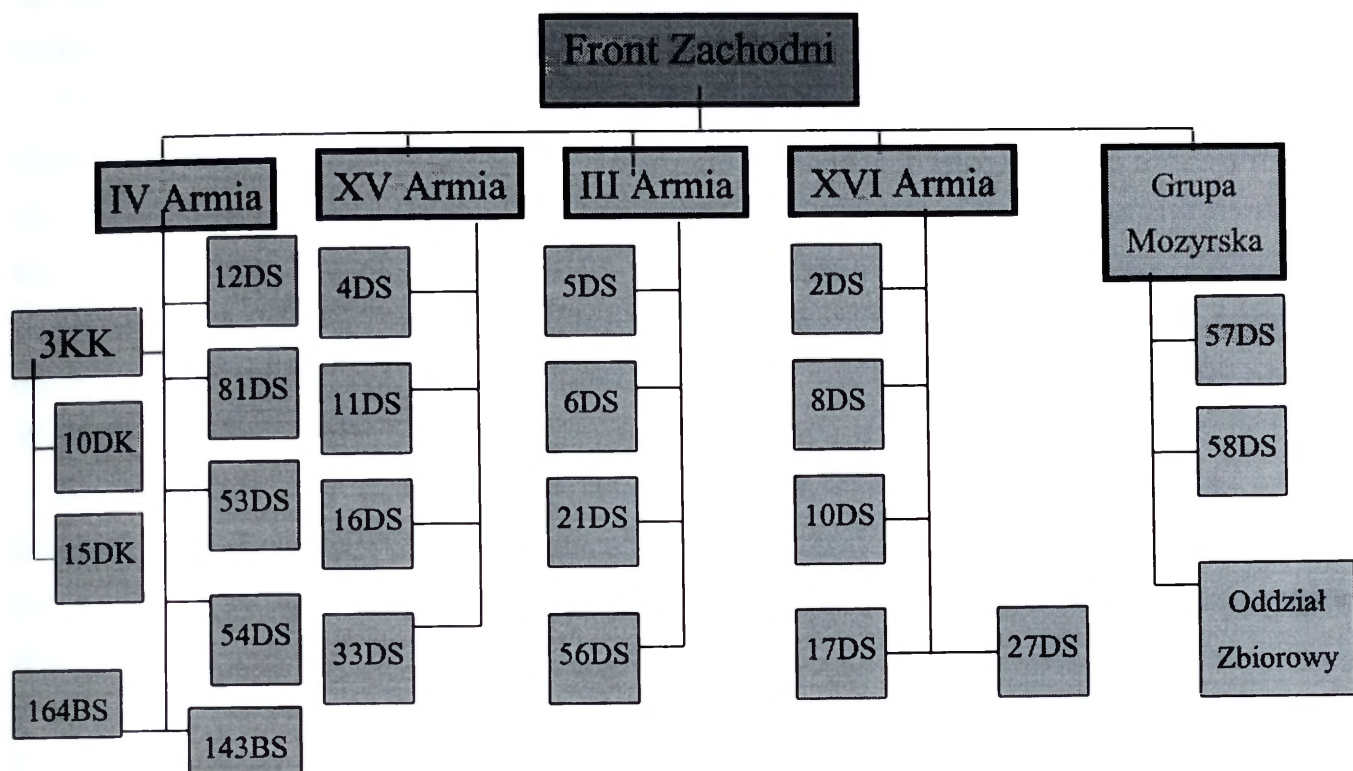 Front Zachodni
IV Armia
XV Armia
III Armia
XVI Armia
Grupa
Mozyrska
3KK
10DK
15DK
12DS
81DS
53DS
54DS
164BS
143BS
4DS
11DS
16DS
33DS
5DS
6DS
21DS
56DS
2DS
8DS
10DS
17DS
27DS
57DS
58DS
Oddział
Zbiorowy